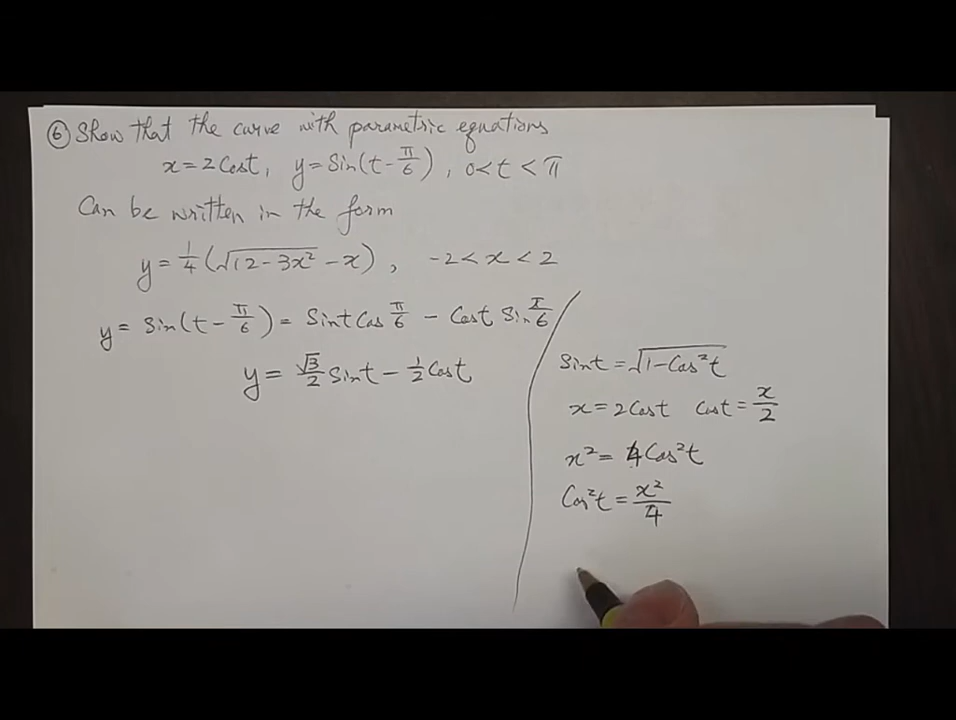 ⑥ Show that the curve with parametric equations
x = 2Cost, y = Sin(t - π/6), 0 < t < π
Can be written in the form
y = 1/4 (√(12 - 3x²) - x), -2 < x < 2
y = Sin(t - π/6) = Sint Cos π/6 - Cost Sin π/6
y = √3/2 Sint - 1/2 Cost
Sint = √(1 - Cos²t)
x = 2Cost Cost = x/2
x² = 4Cos²t
Cos²t = x²/4